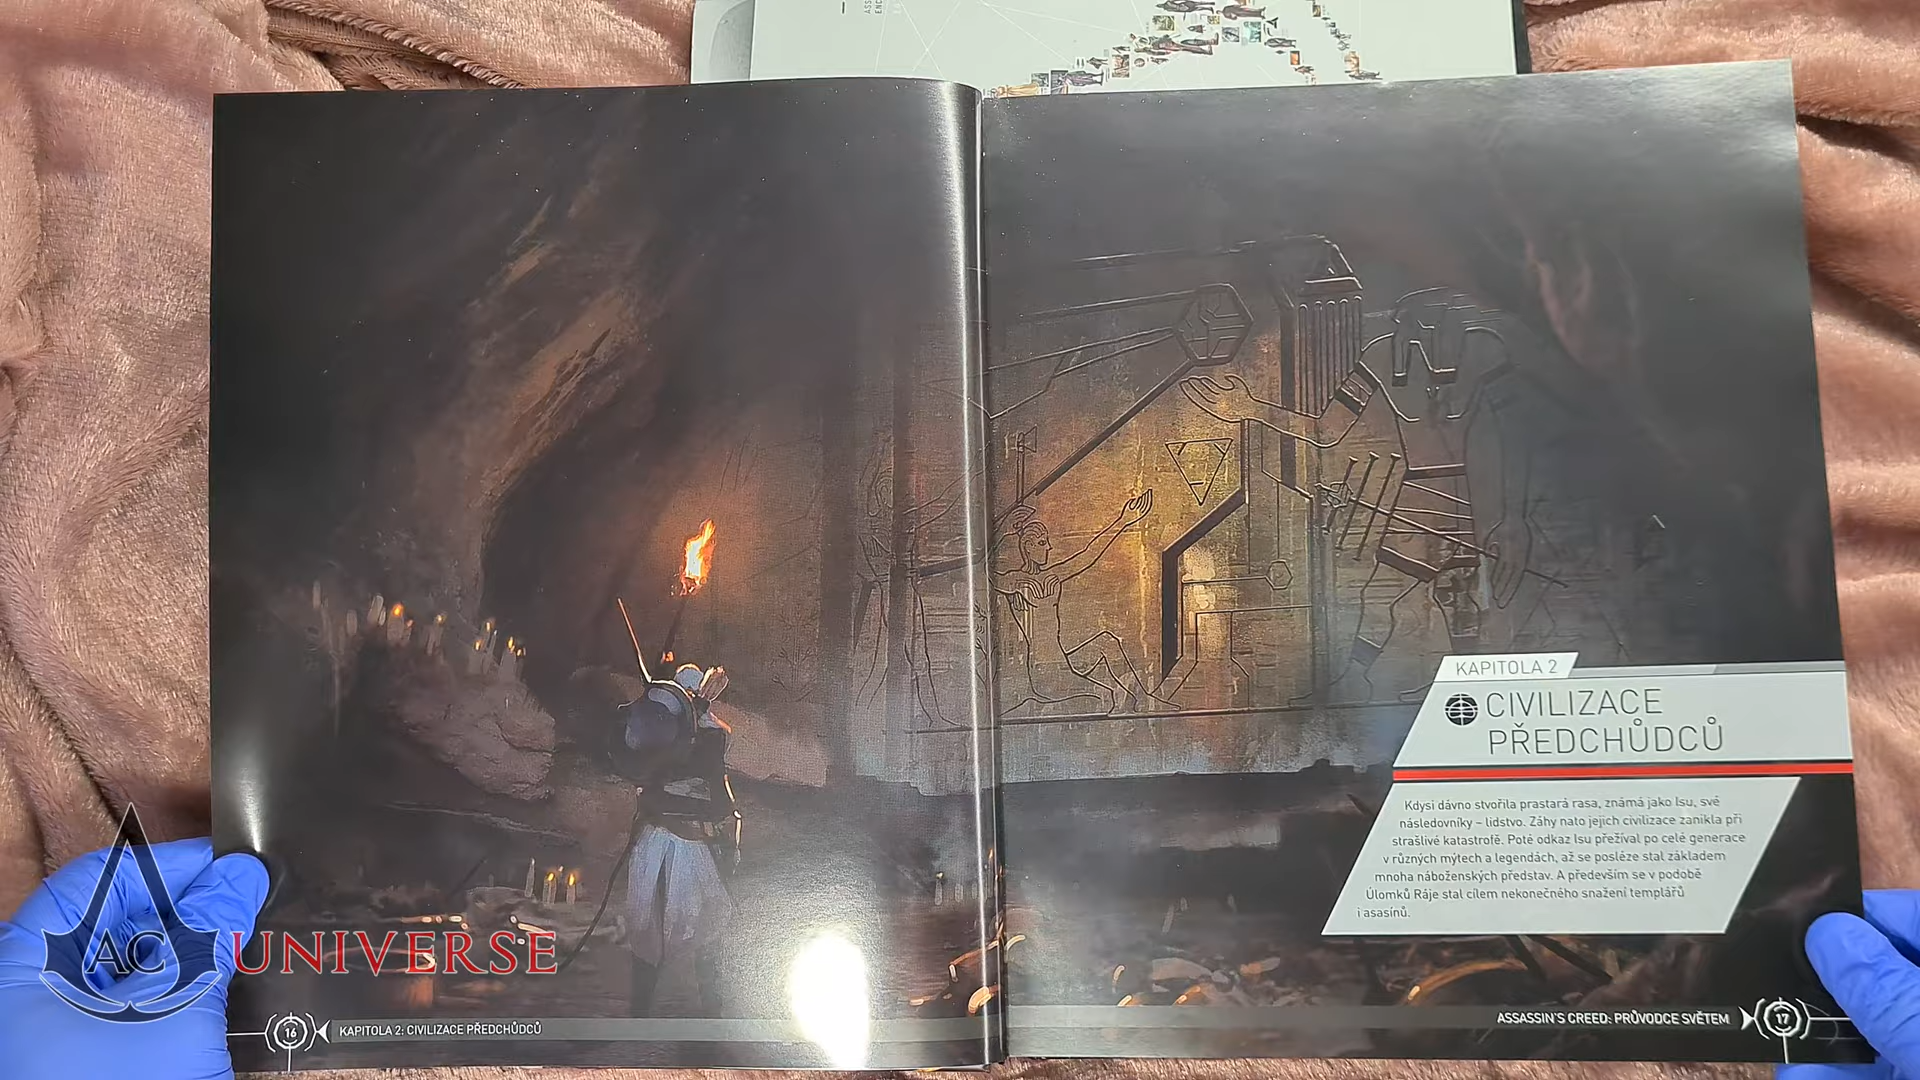 KAPITOLA 2
CIVILIZACE
PŘEDCHŮDCŮ
Kdysi dávno stvořila prastará rasa, známá jako Isu, své
následovníky – lidstvo. Záhy nato jejich civilizace zanikla při
strašlivé katastrofě. Poté odkaz Isu přežíval po celé generace
v různých mýtech a legendách, až se posléze stal základem
mnoha náboženských představ. A především se v podobě
Úlomků Ráje stal cílem nekonečného snažení templářů
i asasínů.
AC UNIVERSE
16 KAPITOLA 2: CIVILIZACE PŘEDCHŮDCŮ
ASSASSIN'S CREED: PRŮVODCE SVĚTEM 17